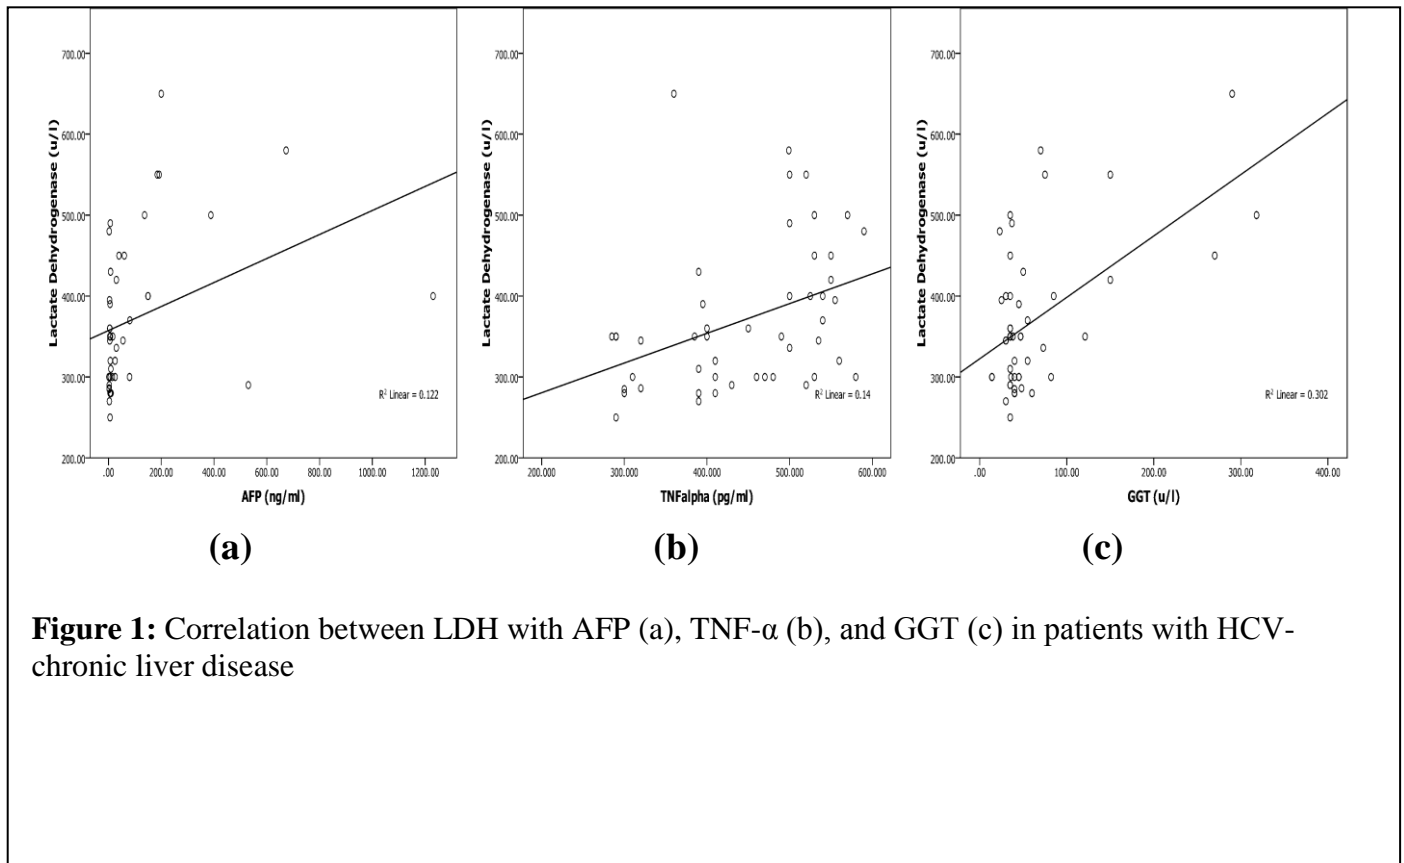 700.00
600.00
500.00
400.00
300.00
200.00
Lactate Dehydrogenase (u/l)
R² Linear = 0.122
.00 200.00 400.00 600.00 800.00 1000.00 1200.00
AFP (ng/ml)
700.00
600.00
500.00
400.00
300.00
200.00
Lactate Dehydrogenase (u/l)
R² Linear = 0.14
200.000 300.000 400.000 500.000 600.000
TNFalpha (pg/ml)
700.00
600.00
500.00
400.00
300.00
200.00
Lactate Dehydrogenase (u/l)
R² Linear = 0.302
.00 100.00 200.00 300.00 400.00
GGT (u/l)
(a) (b) (c)
Figure 1: Correlation between LDH with AFP (a), TNF-α (b), and GGT (c) in patients with HCV-
chronic liver disease